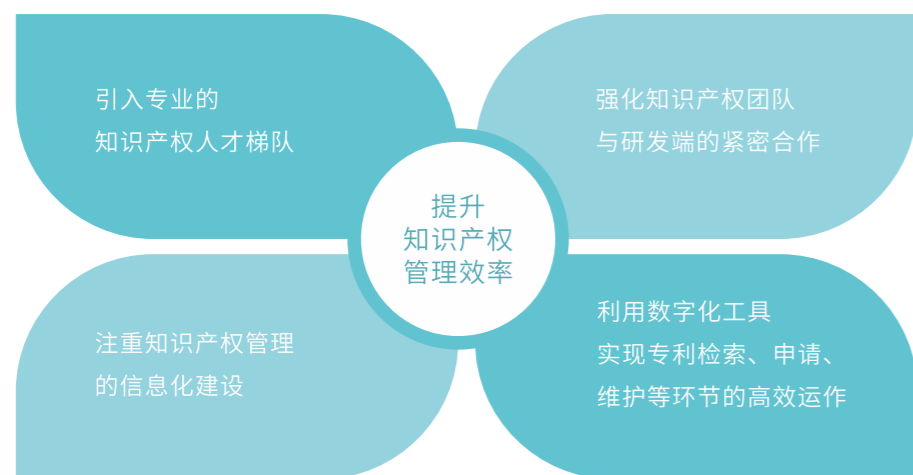 引入专业的
知识产权人才梯队
强化知识产权团队
与研发端的紧密合作
提升
知识产权
管理效率
注重知识产权管理
的信息化建设
利用数字化工具
实现专利检索、申请、
维护等环节的高效运作